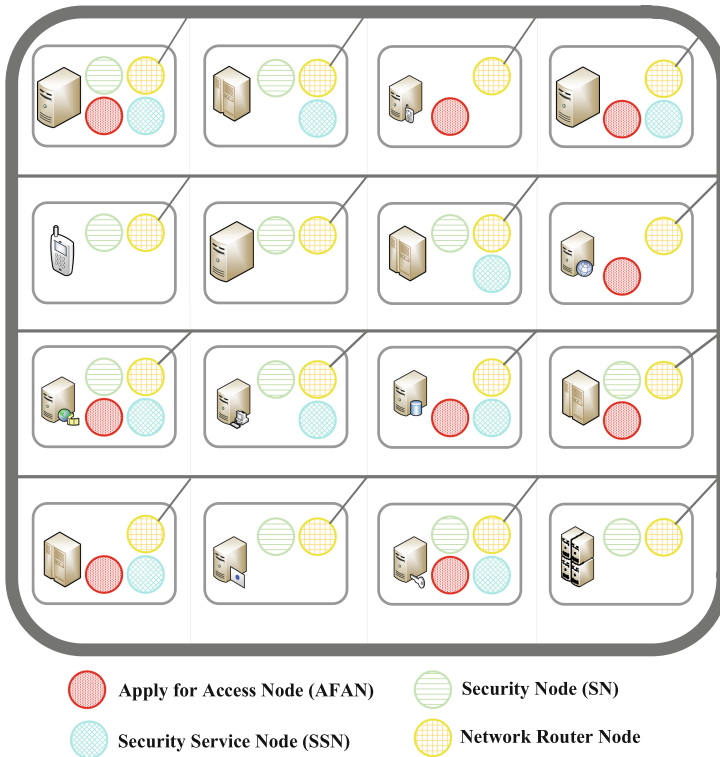 Apply for Access Node (AFAN)
Security Node (SN)
Security Service Node (SSN)
Network Router Node